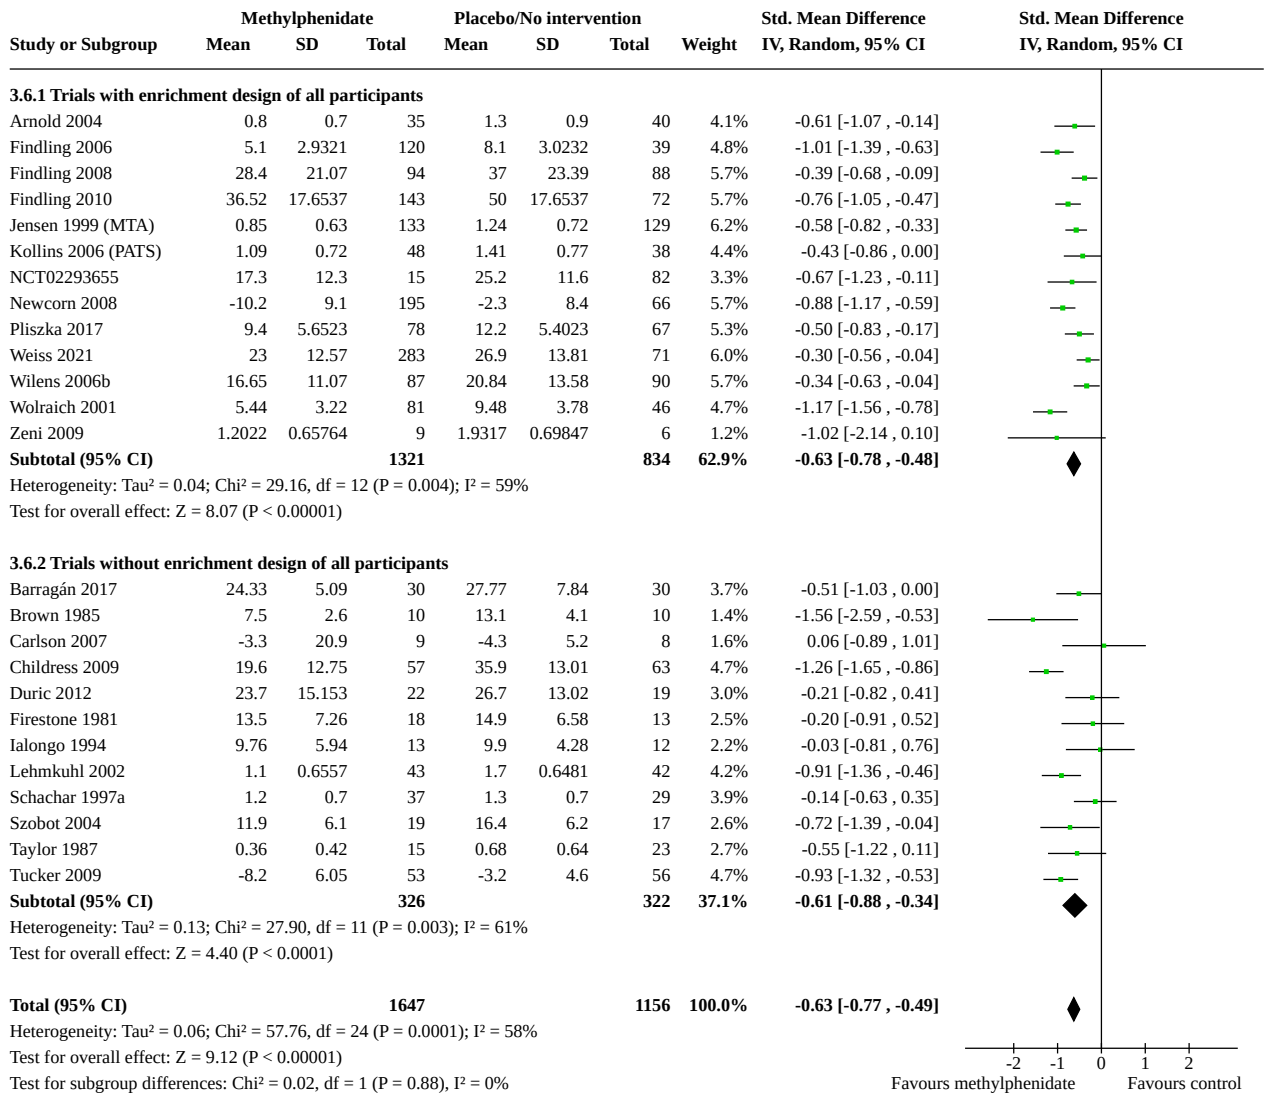 Methylphenidate Placebo/No intervention Std. Mean Difference Std. Mean Difference
Study or Subgroup Mean SD Total Mean SD Total Weight IV, Random, 95% CI IV, Random, 95% CI
3.6.1 Trials with enrichment design of all participants
Arnold 2004 0.8 0.7 35 1.3 0.9 40 4.1% -0.61 [-1.07 , -0.14]
Findling 2006 5.1 2.9321 120 8.1 3.0232 39 4.8% -1.01 [-1.39 , -0.63]
Findling 2008 28.4 21.07 94 37 23.39 88 5.7% -0.39 [-0.68 , -0.09]
Findling 2010 36.52 17.6537 143 50 17.6537 72 5.7% -0.76 [-1.05 , -0.47]
Jensen 1999 (MTA) 0.85 0.63 133 1.24 0.72 129 6.2% -0.58 [-0.82 , -0.33]
Kollins 2006 (PATS) 1.09 0.72 48 1.41 0.77 38 4.4% -0.43 [-0.86 , 0.00]
NCT02293655 17.3 12.3 15 25.2 11.6 82 3.3% -0.67 [-1.23 , -0.11]
Newcorn 2008 -10.2 9.1 195 -2.3 8.4 66 5.7% -0.88 [-1.17 , -0.59]
Pliszka 2017 9.4 5.6523 78 12.2 5.4023 67 5.3% -0.50 [-0.83 , -0.17]
Weiss 2021 23 12.57 283 26.9 13.81 71 6.0% -0.30 [-0.56 , -0.04]
Wilens 2006b 16.65 11.07 87 20.84 13.58 90 5.7% -0.34 [-0.63 , -0.04]
Wolraich 2001 5.44 3.22 81 9.48 3.78 46 4.7% -1.17 [-1.56 , -0.78]
Zeni 2009 1.2022 0.65764 9 1.9317 0.69847 6 1.2% -1.02 [-2.14 , 0.10]
Subtotal (95% CI) 1321 834 62.9% -0.63 [-0.78 , -0.48]
Heterogeneity: Tau² = 0.04; Chi² = 29.16, df = 12 (P = 0.004); I² = 59%
Test for overall effect: Z = 8.07 (P < 0.00001)
3.6.2 Trials without enrichment design of all participants
Barragán 2017 24.33 5.09 30 27.77 7.84 30 3.7% -0.51 [-1.03 , 0.00]
Brown 1985 7.5 2.6 10 13.1 4.1 10 1.4% -1.56 [-2.59 , -0.53]
Carlson 2007 -3.3 20.9 9 -4.3 5.2 8 1.6% 0.06 [-0.89 , 1.01]
Childress 2009 19.6 12.75 57 35.9 13.01 63 4.7% -1.26 [-1.65 , -0.86]
Duric 2012 23.7 15.153 22 26.7 13.02 19 3.0% -0.21 [-0.82 , 0.41]
Firestone 1981 13.5 7.26 18 14.9 6.58 13 2.5% -0.20 [-0.91 , 0.52]
Ialongo 1994 9.76 5.94 13 9.9 4.28 12 2.2% -0.03 [-0.81 , 0.76]
Lehmkuhl 2002 1.1 0.6557 43 1.7 0.6481 42 4.2% -0.91 [-1.36 , -0.46]
Schachar 1997a 1.2 0.7 37 1.3 0.7 29 3.9% -0.14 [-0.63 , 0.35]
Szobot 2004 11.9 6.1 19 16.4 6.2 17 2.6% -0.72 [-1.39 , -0.04]
Taylor 1987 0.36 0.42 15 0.68 0.64 23 2.7% -0.55 [-1.22 , 0.11]
Tucker 2009 -8.2 6.05 53 -3.2 4.6 56 4.7% -0.93 [-1.32 , -0.53]
Subtotal (95% CI) 326 322 37.1% -0.61 [-0.88 , -0.34]
Heterogeneity: Tau² = 0.13; Chi² = 27.90, df = 11 (P = 0.003); I² = 61%
Test for overall effect: Z = 4.40 (P < 0.0001)
Total (95% CI) 1647 1156 100.0% -0.63 [-0.77 , -0.49]
Heterogeneity: Tau² = 0.06; Chi² = 57.76, df = 24 (P = 0.0001); I² = 58%
Test for overall effect: Z = 9.12 (P < 0.00001)
-2 -1 0 1 2
Test for subgroup differences: Chi² = 0.02, df = 1 (P = 0.88), I² = 0%
Favours methylphenidate Favours control